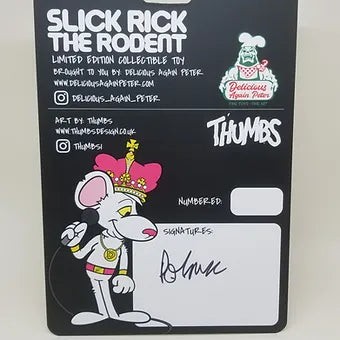 SLICK RICK
THE RODENT
LIMITED EDITION COLLECTIBLE TOY
BROUGHT TO YOU BY DELICIOUS AGAIN PETER
WWW.DELICIOUSAGAINPETER.COM
DELICIOUS_AGAIN_PETER
Delicious
Again Peter
ART BY THUMBS
WWW.THUMBSDESIGN.CO.UK
THUMBS1
THUMBS
NUMBERED:
SIGNATURES: